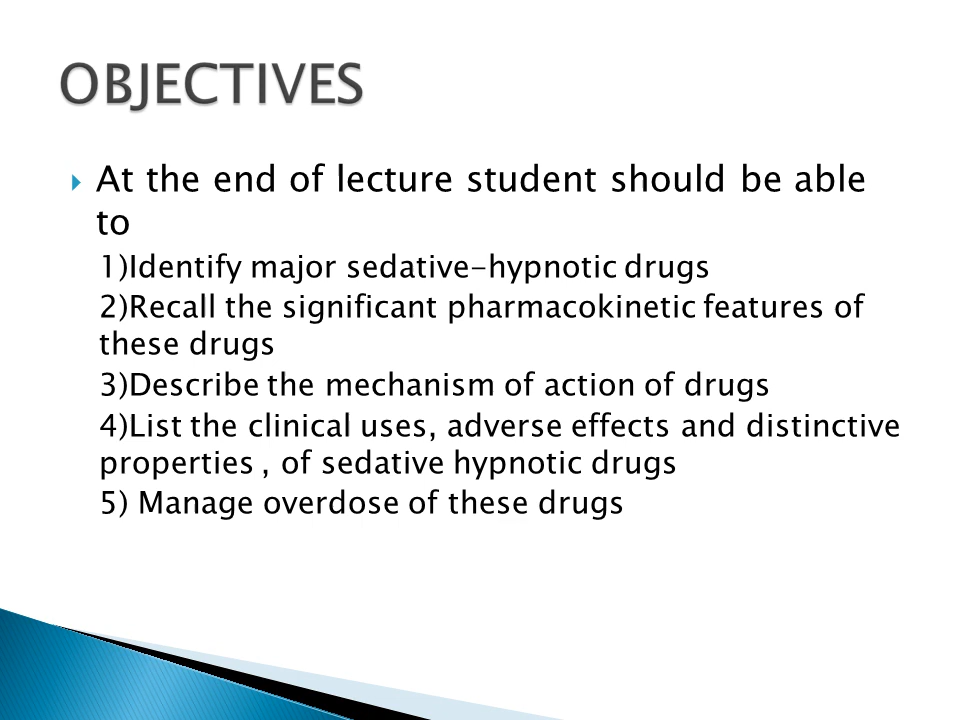 OBJECTIVES
At the end of lecture student should be able
to
1)Identify major sedative-hypnotic drugs
2)Recall the significant pharmacokinetic features of
these drugs
3)Describe the mechanism of action of drugs
4)List the clinical uses, adverse effects and distinctive
properties , of sedative hypnotic drugs
5) Manage overdose of these drugs